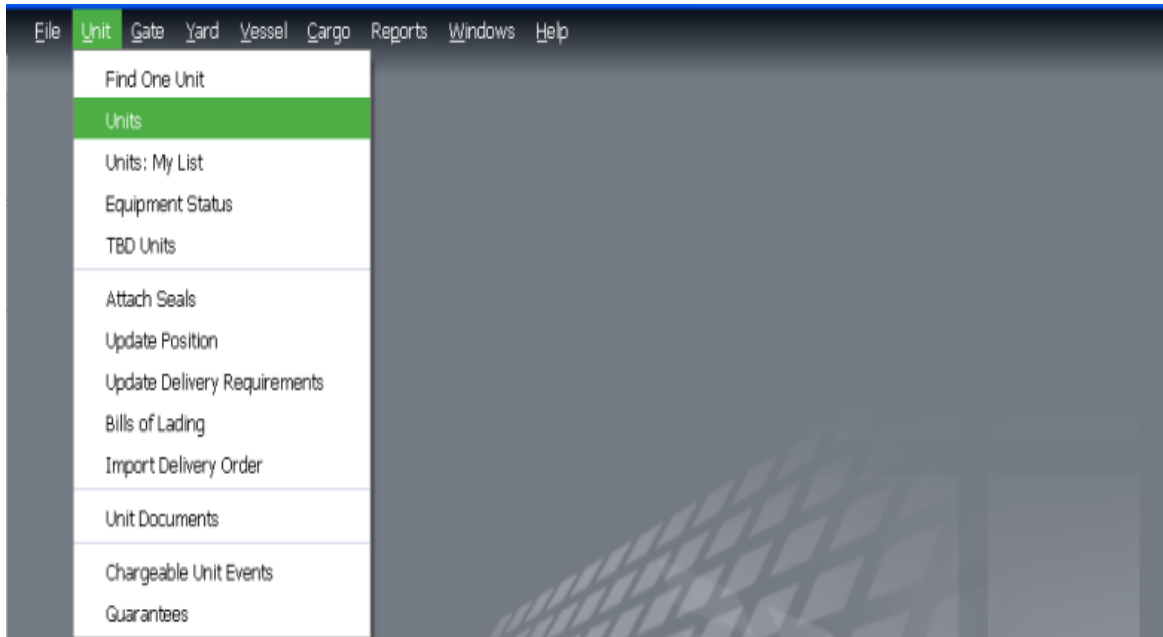 File Unit Gate Yard Vessel Cargo Reports Windows Help
Find One Unit
Units
Units: My List
Equipment Status
TBD Units
Attach Seals
Update Position
Update Delivery Requirements
Bills of Lading
Import Delivery Order
Unit Documents
Chargeable Unit Events
Guarantees